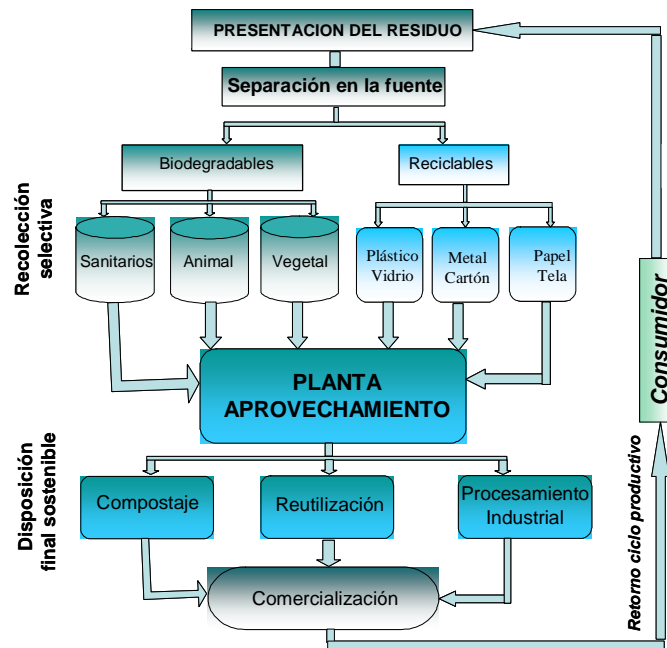 PRESENTACION DEL RESIDUO
Separación en la fuente
Biodegradables
Reciclables
Recolección
selectiva
Sanitarios
Animal
Vegetal
Plástico
Vidrio
Metal
Cartón
Papel
Tela
PLANTA
APROVECHAMIENTO
Disposición
final sostenible
Compostaje
Reutilización
Procesamiento
Industrial
Comercialización
Consumidor
Retorno ciclo productivo